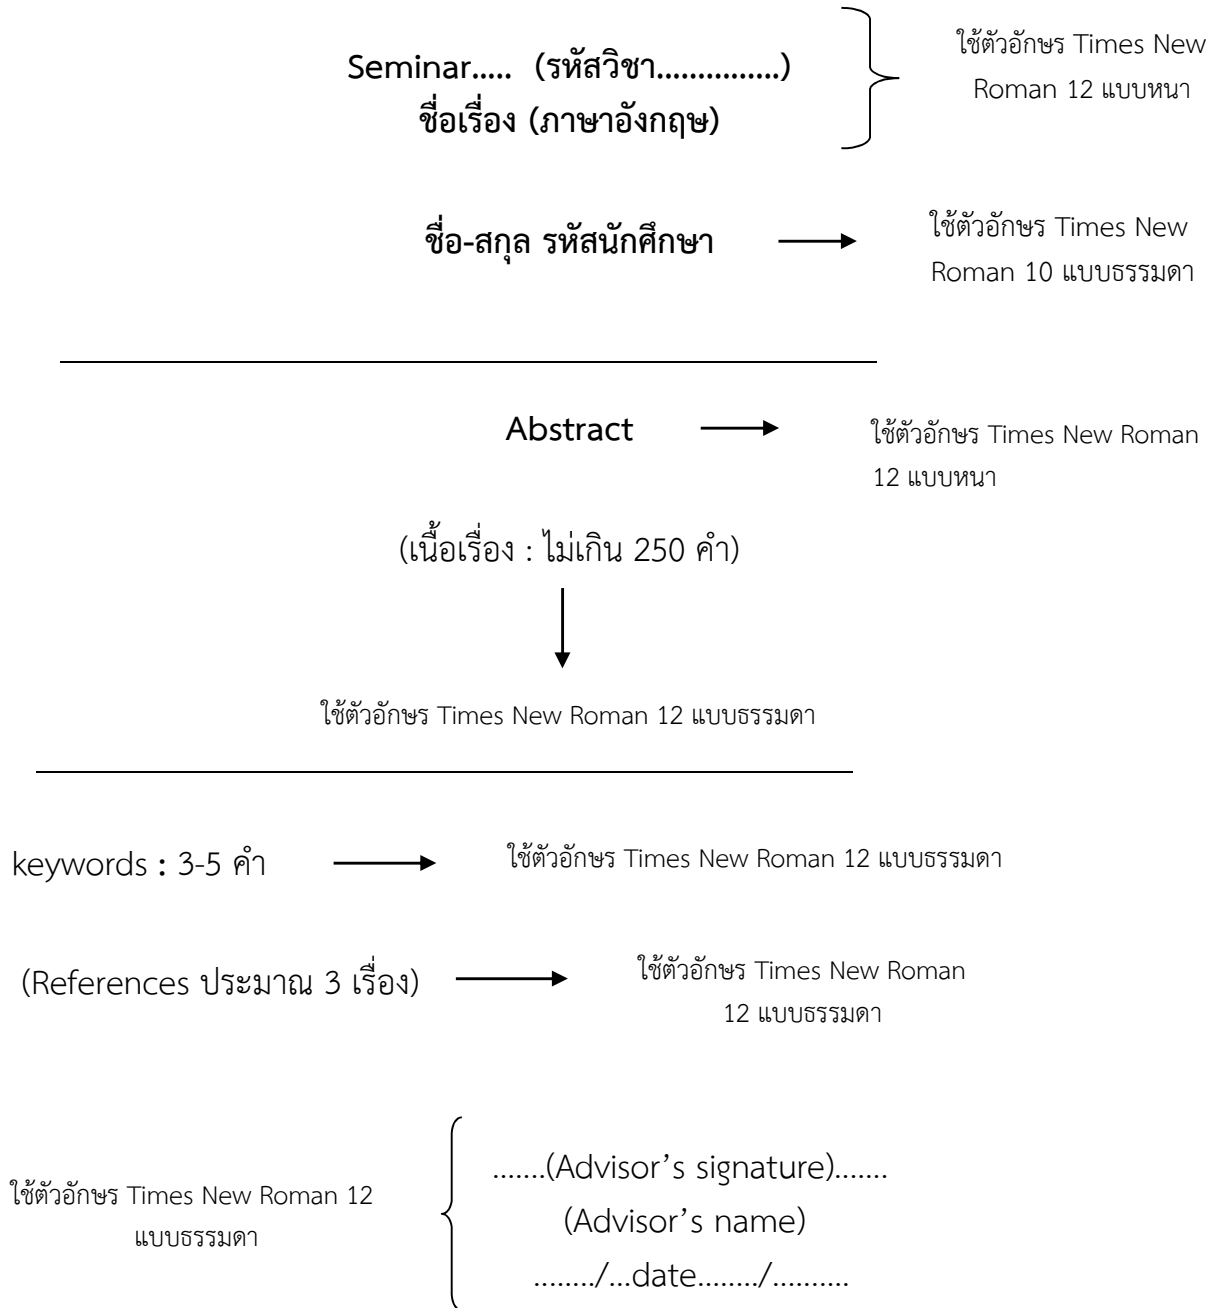 Seminar..... (รหัสวิชา...............)
ชื่อเรื่อง (ภาษาอังกฤษ)
ใช้ตัวอักษร Times New
Roman 12 แบบหนา
ชื่อ-สกุล รหัสนักศึกษา
ใช้ตัวอักษร Times New
Roman 10 แบบธรรมดา
Abstract
ใช้ตัวอักษร Times New Roman
12 แบบหนา
(เนื้อเรื่อง : ไม่เกิน 250 คำ)
ใช้ตัวอักษร Times New Roman 12 แบบธรรมดา
keywords : 3-5 คำ
ใช้ตัวอักษร Times New Roman 12 แบบธรรมดา
(References ประมาณ 3 เรื่อง)
ใช้ตัวอักษร Times New Roman
12 แบบธรรมดา
ใช้ตัวอักษร Times New Roman 12
แบบธรรมดา
.......(Advisor’s signature).......
(Advisor’s name)
......../...date......../..........